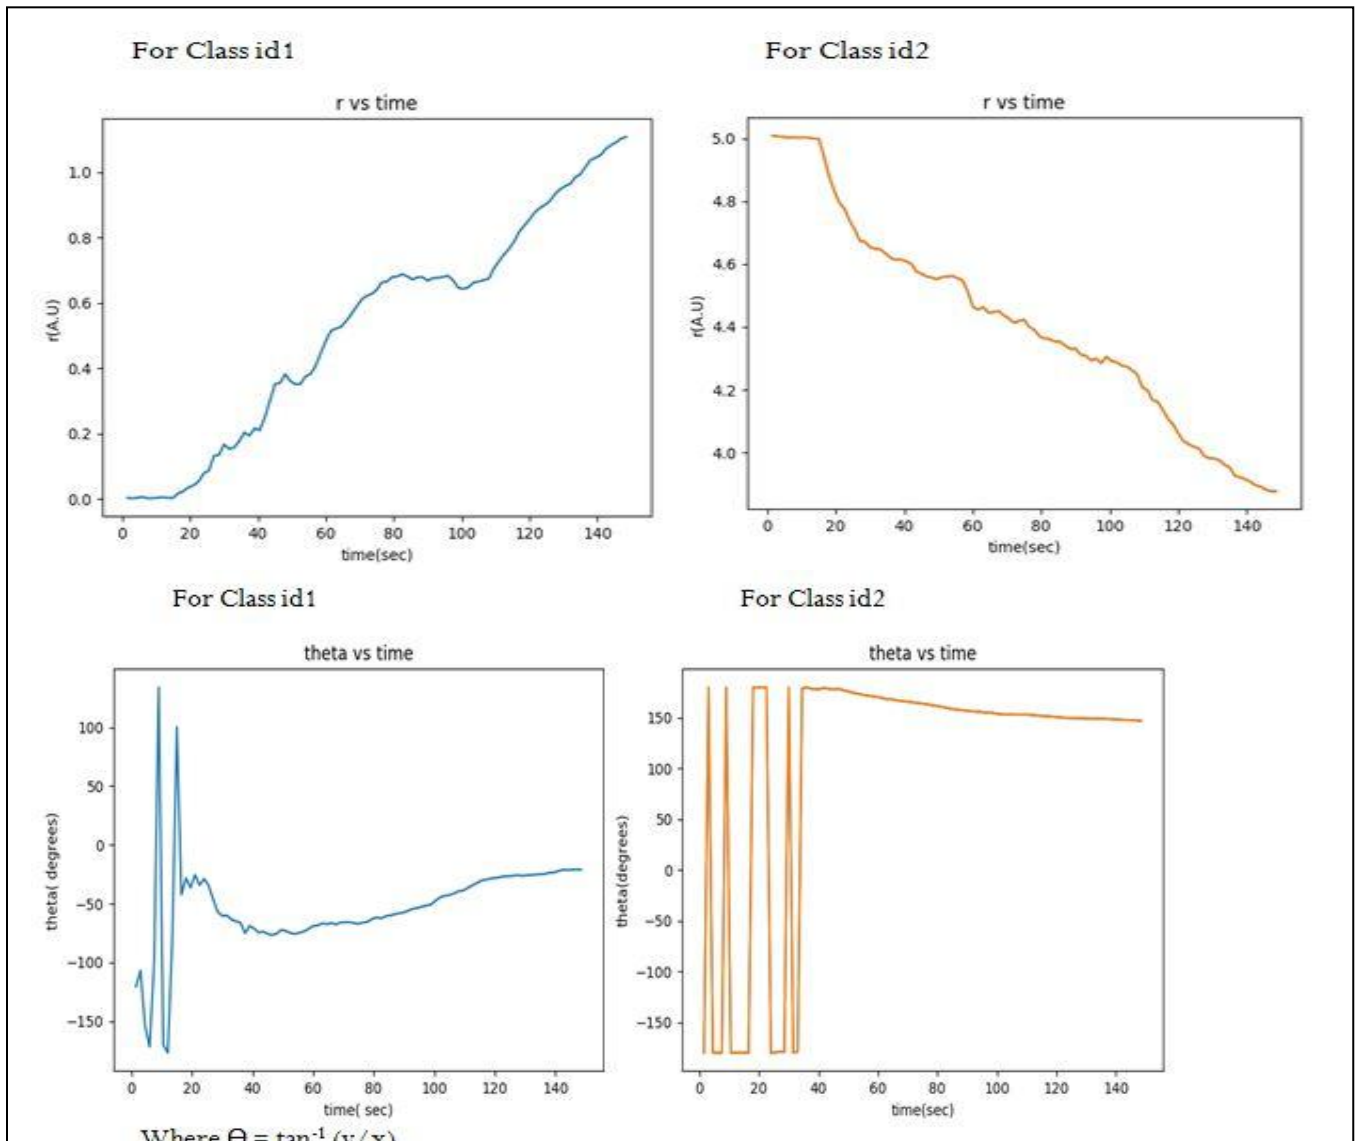 For Class id1
For Class id2
r vs time
r(A.U)
1.0
0.8
0.6
0.4
0.2
0.0
0 20 40 60 80 100 120 140
time(sec)
r vs time
r(A.U)
5.0
4.8
4.6
4.4
4.2
4.0
0 20 40 60 80 100 120 140
time(sec)
For Class id1
For Class id2
theta vs time
theta( degrees)
100
50
0
−50
−100
−150
0 20 40 60 80 100 120 140
time( sec)
theta vs time
theta(degrees)
150
100
50
0
−50
−100
−150
0 20 40 60 80 100 120 140
time(sec)
Where Θ = tan⁻¹ (y/x)